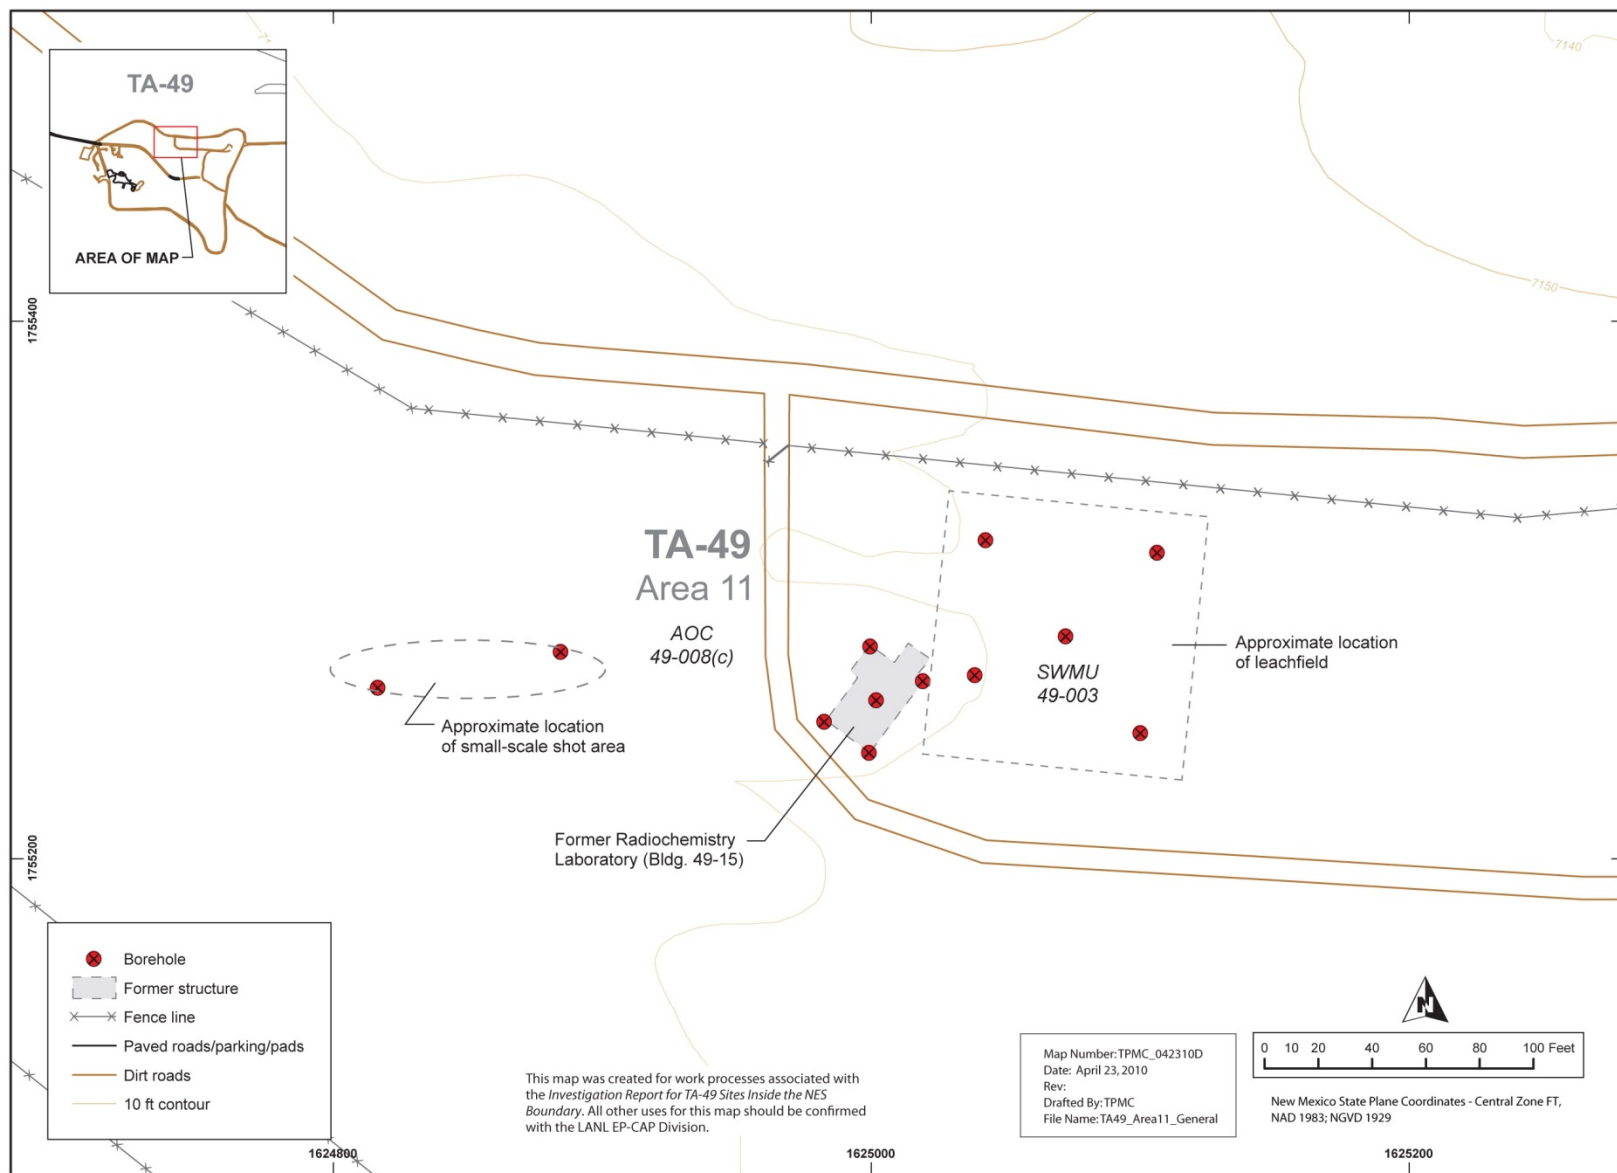 TA-49
AREA OF MAP
7140
7150
1755400
TA-49
Area 11
AOC
49-008(c)
SWMU
49-003
Approximate location
of leachfield
Approximate location
of small-scale shot area
Former Radiochemistry
Laboratory (Bldg. 49-15)
1755200
Borehole
Former structure
Fence line
Paved roads/parking/pads
Dirt roads
10 ft contour
This map was created for work processes associated with
the Investigation Report for TA-49 Sites Inside the NES
Boundary. All other uses for this map should be confirmed
with the LANL EP-CAP Division.
Map Number:TPMC_042310D
Date: April 23, 2010
Rev:
Drafted By: TPMC
File Name: TA49_Area11_General
N
0 10 20 40 60 80 100 Feet
New Mexico State Plane Coordinates - Central Zone FT,
NAD 1983; NGVD 1929
1624800
1625000
1625200